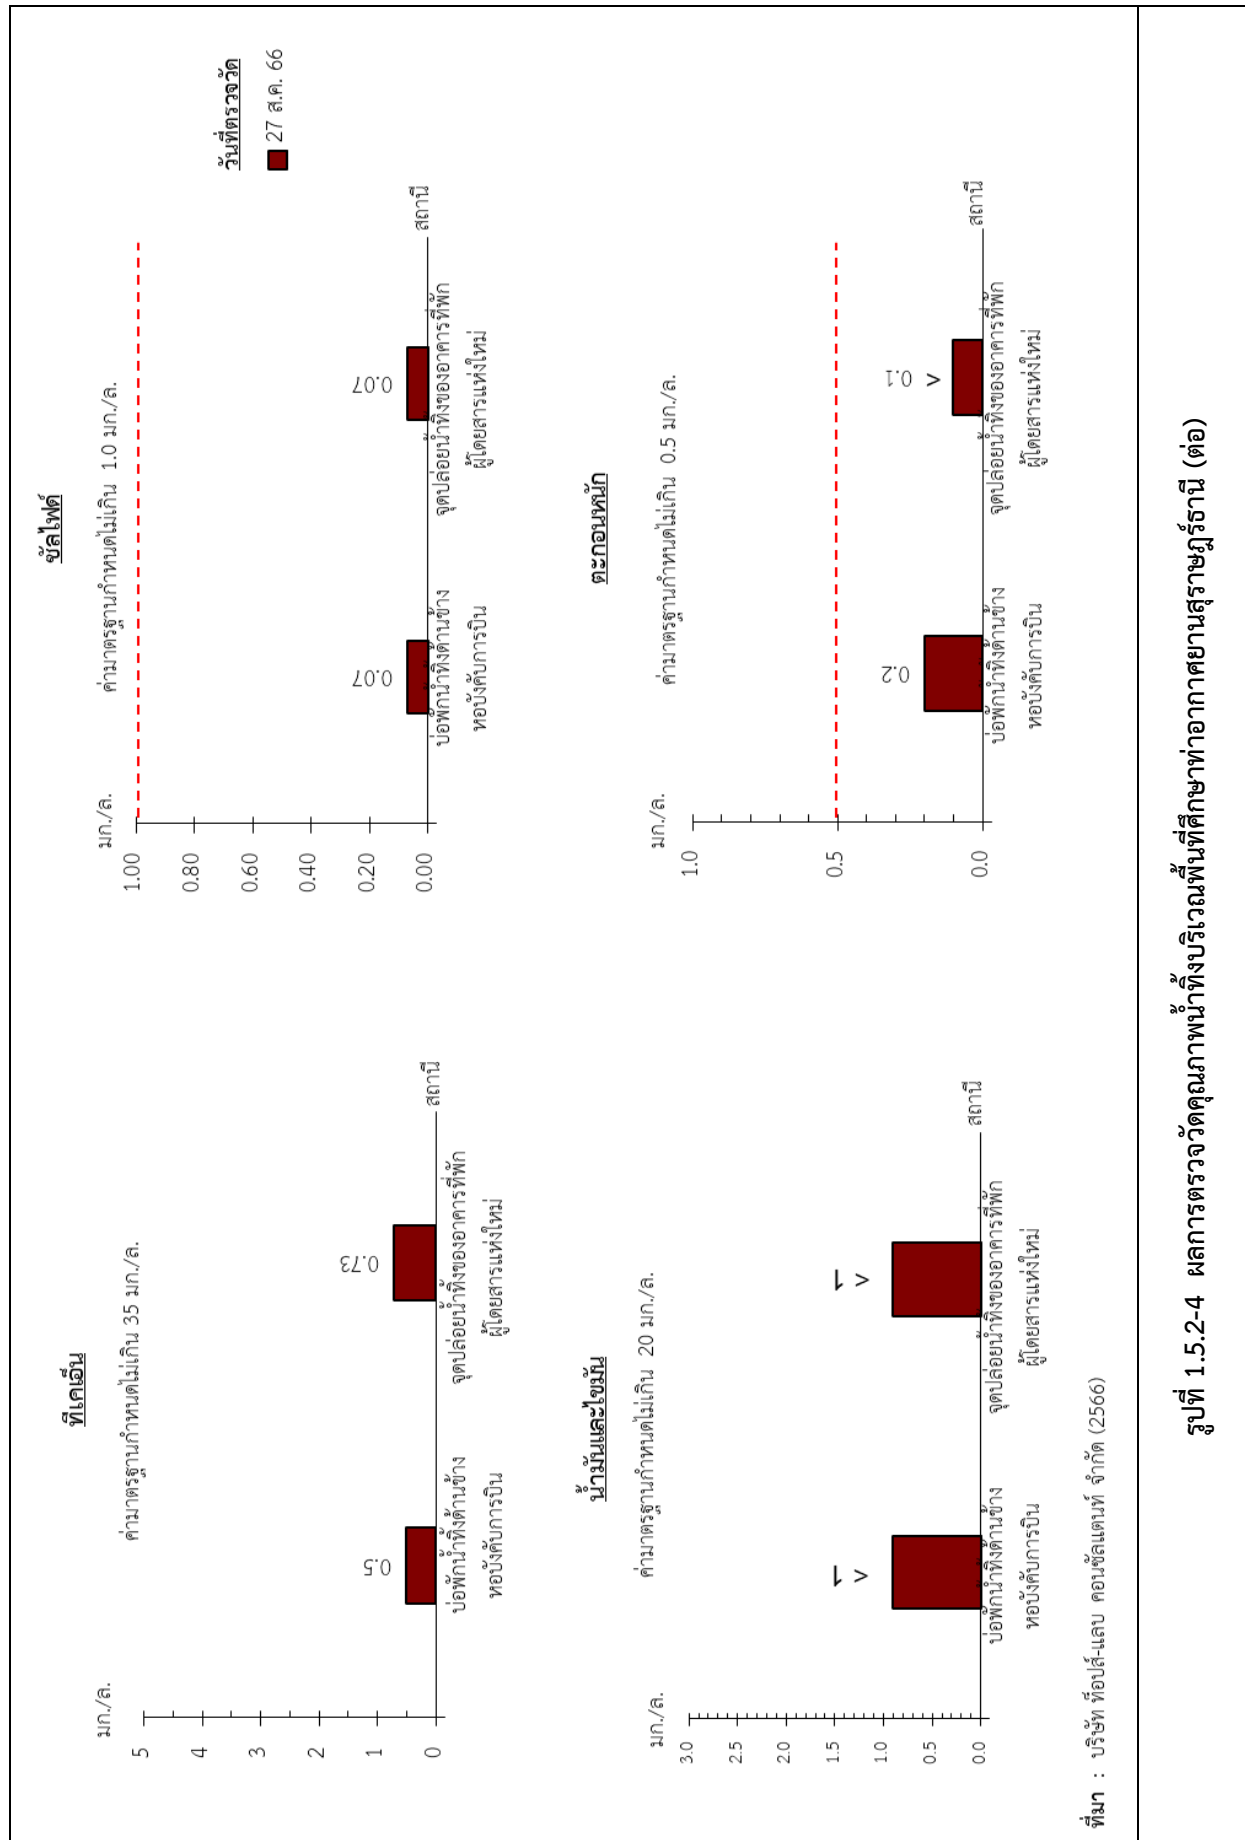 ทีเคเอ็น
ค่ามาตรฐานกำหนดไม่เกิน 35 มก./ล.
มก./ล.
5
4
3
2
1
0
0.5
0.73
สถานี
บ่อพักน้ำทิ้งด้านข้าง
หอบังคับการบิน
จุดปล่อยน้ำทิ้งของอาคารที่พัก
ผู้โดยสารแห่งใหม่
ซัลไฟด์
ค่ามาตรฐานกำหนดไม่เกิน 1.0 มก./ล.
มก./ล.
1.00
0.80
0.60
0.40
0.20
0.00
0.07
0.07
สถานี
บ่อพักน้ำทิ้งด้านข้าง
หอบังคับการบิน
จุดปล่อยน้ำทิ้งของอาคารที่พัก
ผู้โดยสารแห่งใหม่
วันที่ตรวจวัด
27 ส.ค. 66
น้ำมันและไขมัน
ค่ามาตรฐานกำหนดไม่เกิน 20 มก./ล.
มก./ล.
3.0
2.5
2.0
1.5
1.0
0.5
0.0
< 1
< 1
สถานี
บ่อพักน้ำทิ้งด้านข้าง
หอบังคับการบิน
จุดปล่อยน้ำทิ้งของอาคารที่พัก
ผู้โดยสารแห่งใหม่
ตะกอนหนัก
ค่ามาตรฐานกำหนดไม่เกิน 0.5 มก./ล.
มก./ล.
1.0
0.5
0.0
0.2
< 0.1
สถานี
บ่อพักน้ำทิ้งด้านข้าง
หอบังคับการบิน
จุดปล่อยน้ำทิ้งของอาคารที่พัก
ผู้โดยสารแห่งใหม่
ที่มา : บริษัท ท็อปส์-แลบ คอนซัลแตนท์ จำกัด (2566)
รูปที่ 1.5.2-4 ผลการตรวจวัดคุณภาพน้ำทิ้งบริเวณพื้นที่ศึกษาท่าอากาศยานสุราษฎร์ธานี (ต่อ)